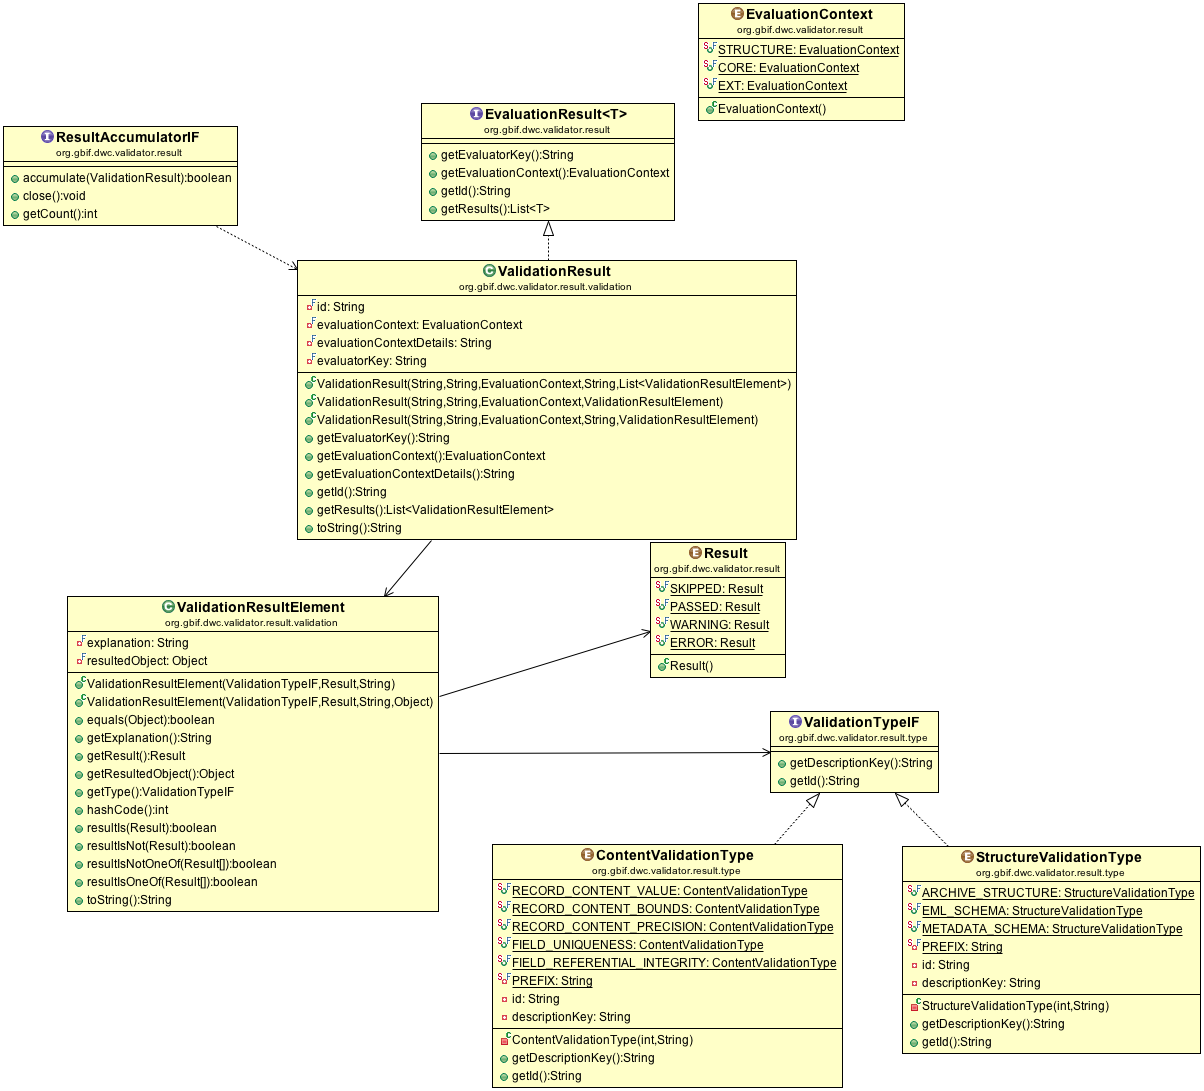 EvaluationContext
org.gbif.dwc.validator.result
STRUCTURE: EvaluationContext
CORE: EvaluationContext
EXT: EvaluationContext
EvaluationContext()
EvaluationResult<T>
org.gbif.dwc.validator.result
getEvaluatorKey():String
getEvaluationContext():EvaluationContext
getId():String
getResults():List<T>
ResultAccumulatorIF
org.gbif.dwc.validator.result
accumulate(ValidationResult):boolean
close():void
getCount():int
ValidationResult
org.gbif.dwc.validator.result.validation
id: String
evaluationContext: EvaluationContext
evaluationContextDetails: String
evaluatorKey: String
ValidationResult(String,String,EvaluationContext,String,List<ValidationResultElement>)
ValidationResult(String,String,EvaluationContext,ValidationResultElement)
ValidationResult(String,String,EvaluationContext,String,ValidationResultElement)
getEvaluatorKey():String
getEvaluationContext():EvaluationContext
getEvaluationContextDetails():String
getId():String
getResults():List<ValidationResultElement>
toString():String
Result
org.gbif.dwc.validator.result
SKIPPED: Result
PASSED: Result
WARNING: Result
ERROR: Result
Result()
ValidationResultElement
org.gbif.dwc.validator.result.validation
explanation: String
resultedObject: Object
ValidationResultElement(ValidationTypeIF,Result,String)
ValidationResultElement(ValidationTypeIF,Result,String,Object)
equals(Object):boolean
getExplanation():String
getResult():Result
getResultedObject():Object
getType():ValidationTypeIF
hashCode():int
resultIs(Result):boolean
resultIsNot(Result):boolean
resultIsNotOneOf(Result[]):boolean
resultIsOneOf(Result[]):boolean
toString():String
ValidationTypeIF
org.gbif.dwc.validator.result.type
getDescriptionKey():String
getId():String
ContentValidationType
org.gbif.dwc.validator.result.type
RECORD_CONTENT_VALUE: ContentValidationType
RECORD_CONTENT_BOUNDS: ContentValidationType
RECORD_CONTENT_PRECISION: ContentValidationType
FIELD_UNIQUENESS: ContentValidationType
FIELD_REFERENTIAL_INTEGRITY: ContentValidationType
PREFIX: String
id: String
descriptionKey: String
ContentValidationType(int,String)
getDescriptionKey():String
getId():String
StructureValidationType
org.gbif.dwc.validator.result.type
ARCHIVE_STRUCTURE: StructureValidationType
EML_SCHEMA: StructureValidationType
METADATA_SCHEMA: StructureValidationType
PREFIX: String
id: String
descriptionKey: String
StructureValidationType(int,String)
getDescriptionKey():String
getId():String